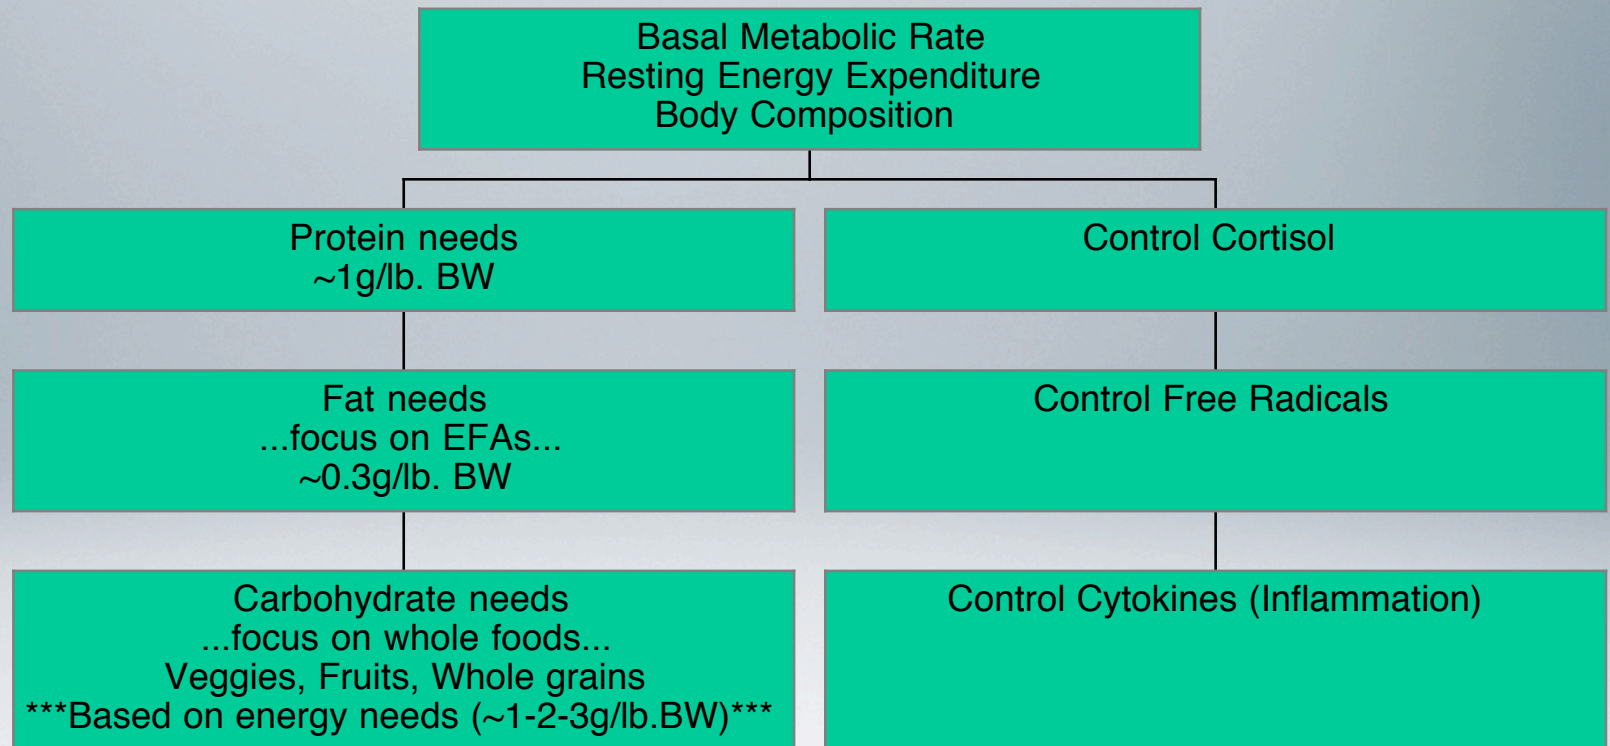 Basal Metabolic Rate
Resting Energy Expenditure
Body Composition
Protein needs
~1g/lb. BW
Control Cortisol
Fat needs
...focus on EFAs...
~0.3g/lb. BW
Control Free Radicals
Carbohydrate needs
...focus on whole foods...
Veggies, Fruits, Whole grains
***Based on energy needs (~1-2-3g/lb.BW)***
Control Cytokines (Inflammation)